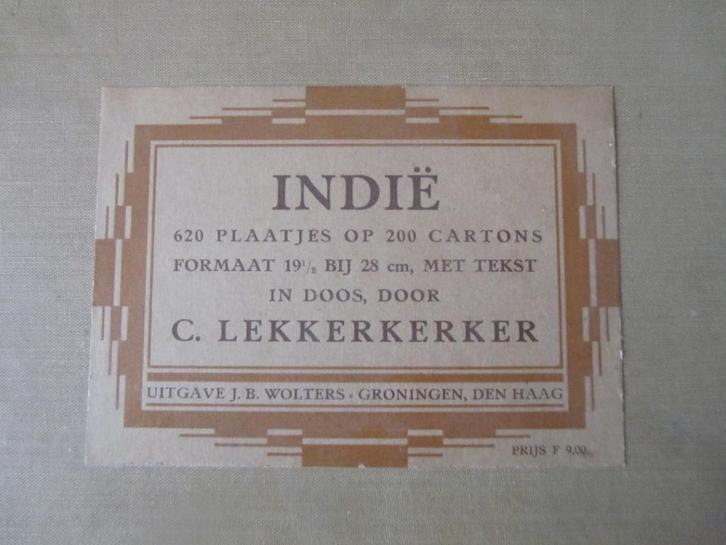 INDIË
620 PLAATJES OP 200 CARTONS
FORMAAT 19¹/₂ BIJ 28 cm, MET TEKST
IN DOOS, DOOR
C. LEKKERKERKER
UITGAVE J. B. WOLTERS · GRONINGEN, DEN HAAG
PRIJS F 9,00